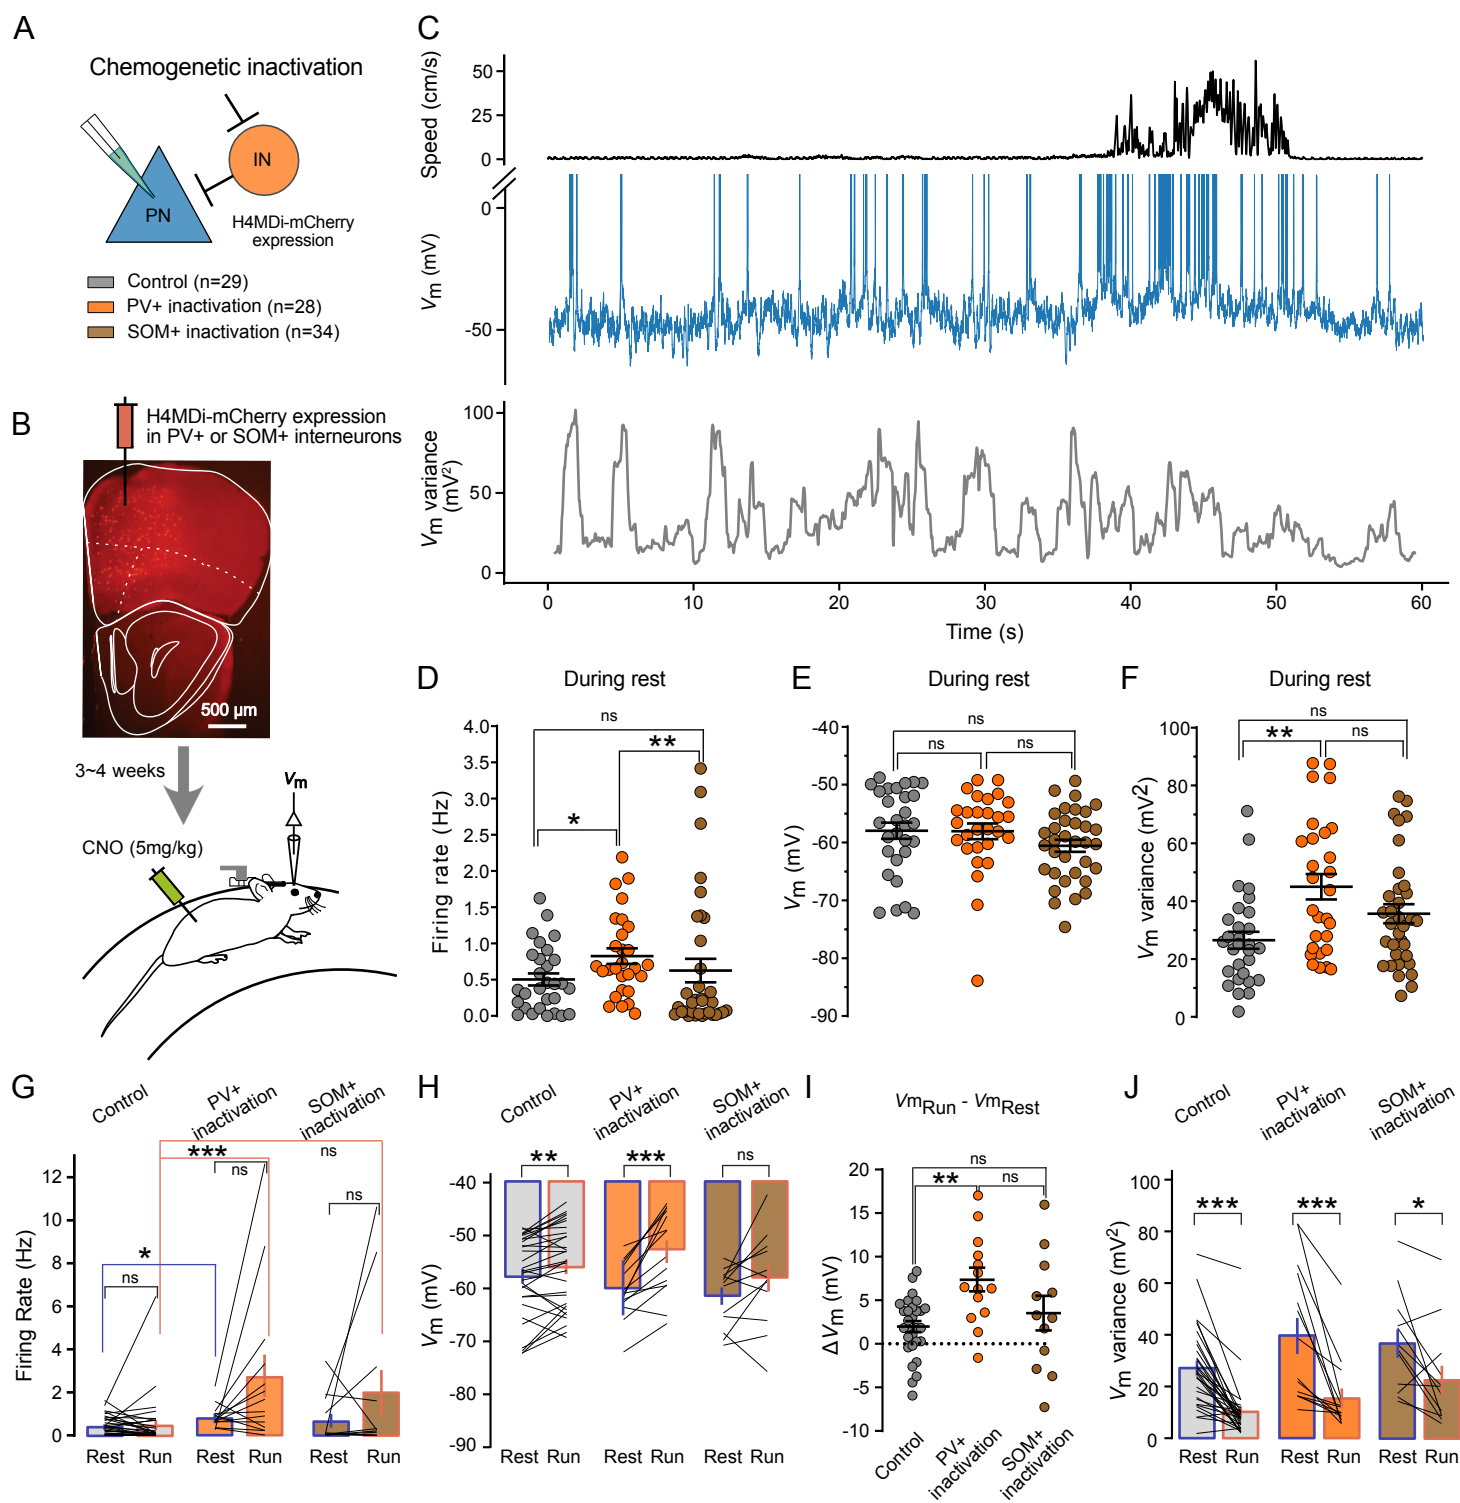 A
Chemogenetic inactivation
IN
PN
H4MDi-mCherry
expression
Control (n=29)
PV+ inactivation (n=28)
SOM+ inactivation (n=34)
B
H4MDi-mCherry expression
in PV+ or SOM+ interneurons
500 µm
3~4 weeks
Vm
CNO (5mg/kg)
C
Speed (cm/s)
50
25
0
Vm (mV)
0
-50
Vm variance
(mV²)
100
50
0
0 10 20 30 40 50 60
Time (s)
D
During rest
Firing rate (Hz)
4.0
3.5
3.0
2.5
2.0
1.5
1.0
0.5
0.0
ns
**
*
E
During rest
Vm (mV)
-40
-50
-60
-70
-80
-90
ns
ns ns
F
During rest
Vm variance (mV²)
100
80
60
40
20
0
ns
** ns
G
Control
PV+
inactivation
SOM+
inactivation
Firing Rate (Hz)
12
10
8
6
4
2
0
***
ns
ns
ns
*
ns
Rest Run Rest Run Rest Run
H
Control
PV+
inactivation
SOM+
inactivation
Vm (mV)
-40
-50
-60
-70
-80
-90
** *** ns
Rest Run Rest Run Rest Run
I
VmRun - VmRest
ΔVm (mV)
20
15
10
5
0
-5
-10
ns
** ns
Control
PV+
inactivation
SOM+
inactivation
J
Control
PV+
inactivation
SOM+
inactivation
Vm variance (mV²)
100
80
60
40
20
0
*** *** *
Rest Run Rest Run Rest Run